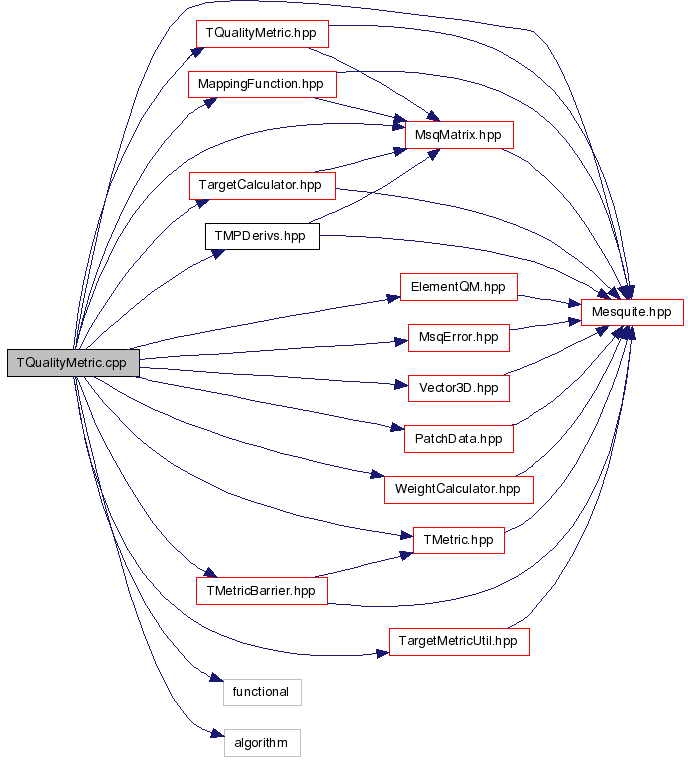 TQualityMetric.hpp
MappingFunction.hpp
MsqMatrix.hpp
TargetCalculator.hpp
TMPDerivs.hpp
ElementQM.hpp
Mesquite.hpp
MsqError.hpp
TQualityMetric.cpp
Vector3D.hpp
PatchData.hpp
WeightCalculator.hpp
TMetric.hpp
TMetricBarrier.hpp
TargetMetricUtil.hpp
functional
algorithm